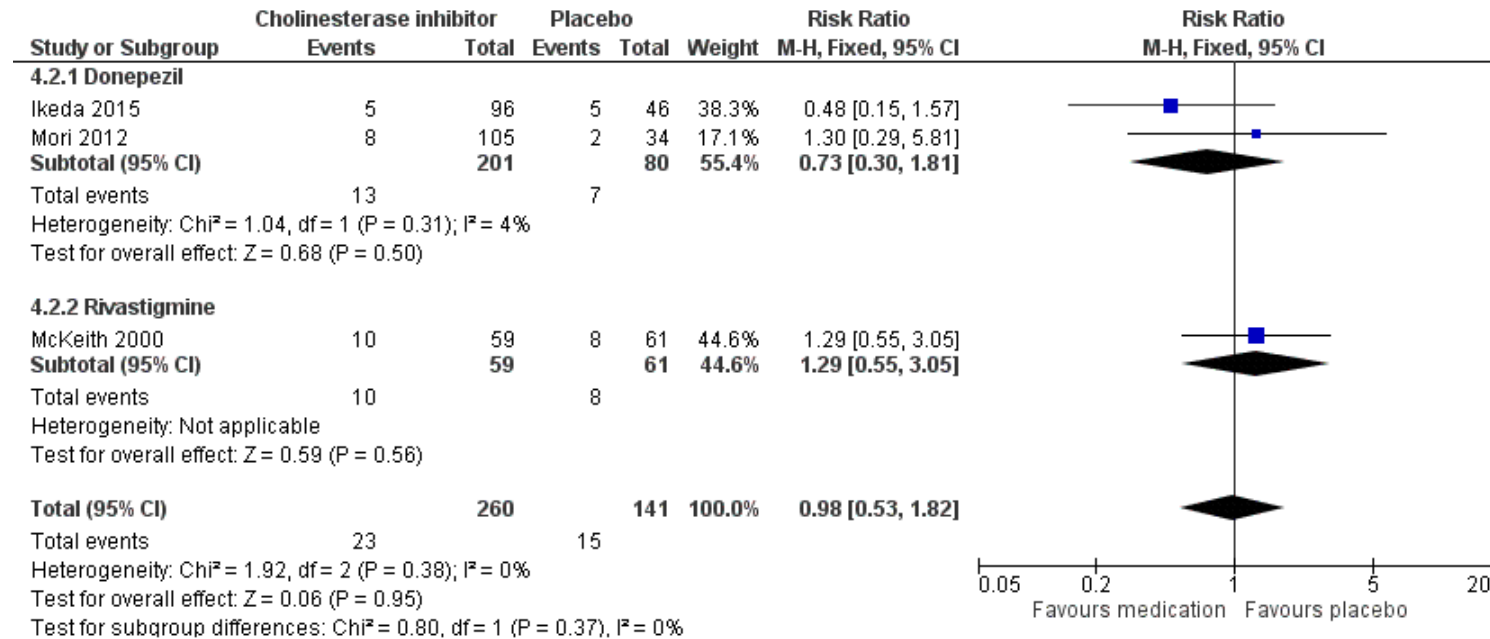 Cholinesterase inhibitor Placebo Risk Ratio Risk Ratio
Study or Subgroup Events Total Events Total Weight M-H, Fixed, 95% CI M-H, Fixed, 95% CI
4.2.1 Donepezil
Ikeda 2015 5 96 5 46 38.3% 0.48 [0.15, 1.57]
Mori 2012 8 105 2 34 17.1% 1.30 [0.29, 5.81]
Subtotal (95% CI) 201 80 55.4% 0.73 [0.30, 1.81]
Total events 13 7
Heterogeneity: Chi² = 1.04, df = 1 (P = 0.31); I² = 4%
Test for overall effect: Z = 0.68 (P = 0.50)
4.2.2 Rivastigmine
McKeith 2000 10 59 8 61 44.6% 1.29 [0.55, 3.05]
Subtotal (95% CI) 59 61 44.6% 1.29 [0.55, 3.05]
Total events 10 8
Heterogeneity: Not applicable
Test for overall effect: Z = 0.59 (P = 0.56)
Total (95% CI) 260 141 100.0% 0.98 [0.53, 1.82]
Total events 23 15
Heterogeneity: Chi² = 1.92, df = 2 (P = 0.38); I² = 0%
Test for overall effect: Z = 0.06 (P = 0.95)
Test for subgroup differences: Chi² = 0.80, df = 1 (P = 0.37), I² = 0%
0.05 0.2 1 5 20
Favours medication Favours placebo